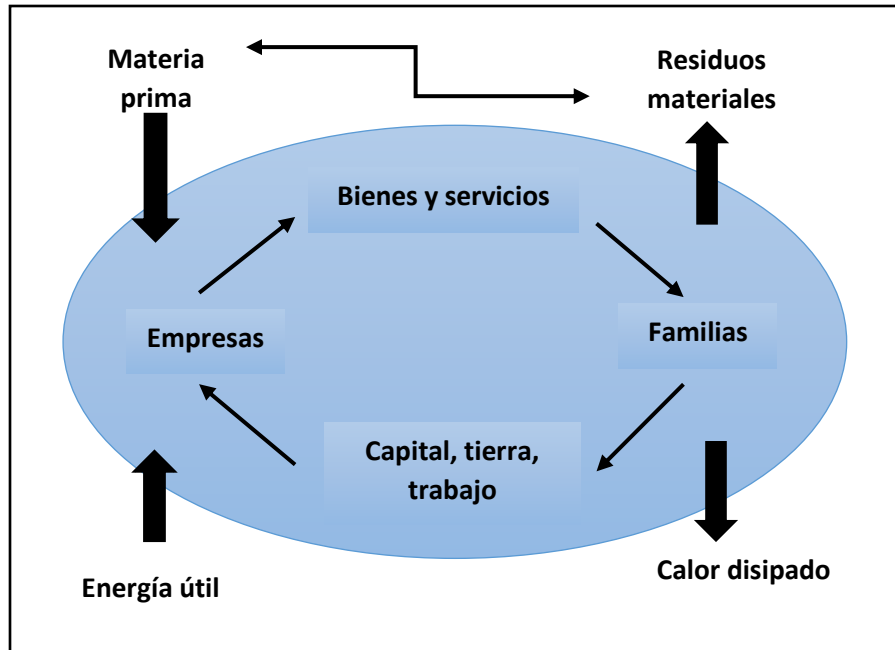 Materia
prima
Residuos
materiales
Bienes y servicios
Empresas
Familias
Capital, tierra,
trabajo
Energía útil
Calor disipado